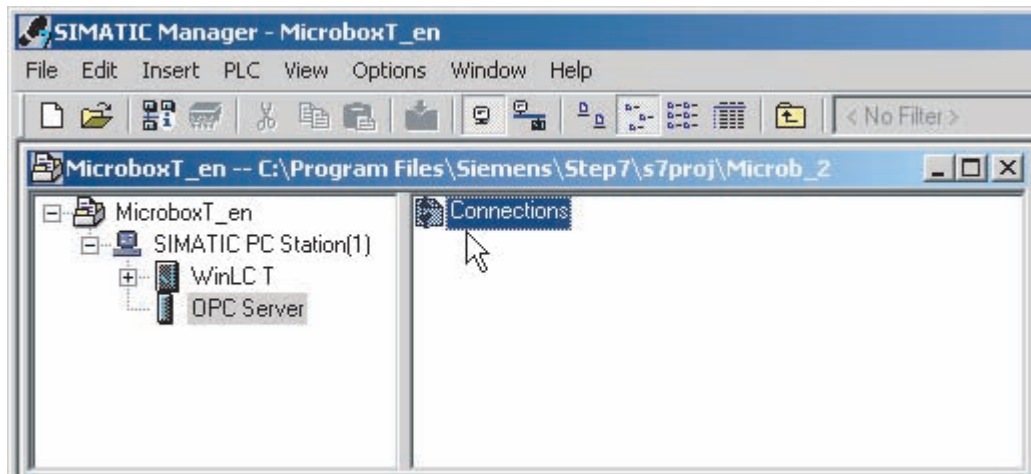 SIMATIC Manager - MicroboxT_en
File Edit Insert PLC View Options Window Help
< No Filter >
MicroboxT_en -- C:\Program Files\Siemens\Step7\s7proj\Microb_2
MicroboxT_en
SIMATIC PC Station(1)
WinLC T
OPC Server
Connections